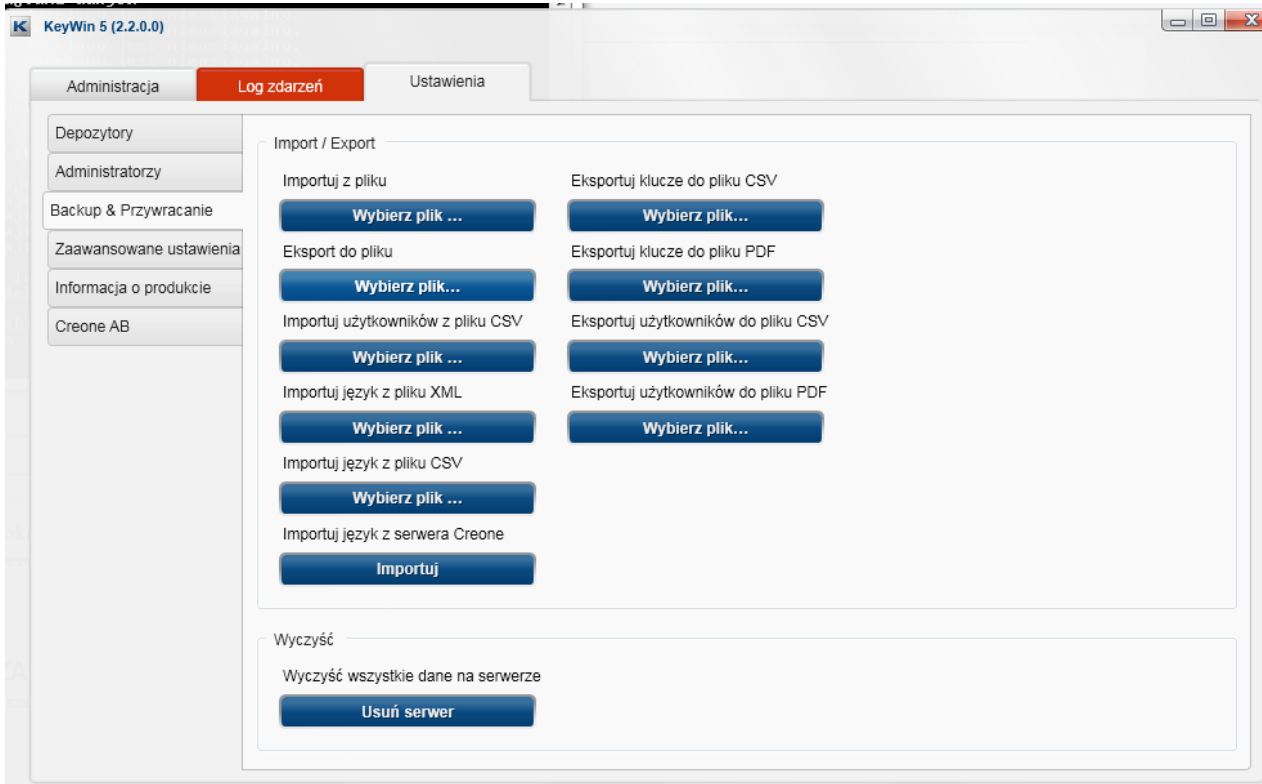 KeyWin 5 (2.2.0.0)
Administracja
Log zdarzeń
Ustawienia
Depozytory
Administratorzy
Backup & Przywracanie
Zaawansowane ustawienia
Informacja o produkcie
Creone AB
Import / Export
Importuj z pliku
Eksportuj klucze do pliku CSV
Wybierz plik ...
Wybierz plik...
Eksport do pliku
Eksportuj klucze do pliku PDF
Wybierz plik...
Wybierz plik...
Importuj użytkowników z pliku CSV
Eksportuj użytkowników do pliku CSV
Wybierz plik ...
Wybierz plik...
Importuj język z pliku XML
Eksportuj użytkowników do pliku PDF
Wybierz plik ...
Wybierz plik...
Importuj język z pliku CSV
Wybierz plik ...
Importuj język z serwera Creone
Importuj
Wyczyść
Wyczyść wszystkie dane na serwerze
Usuń serwer